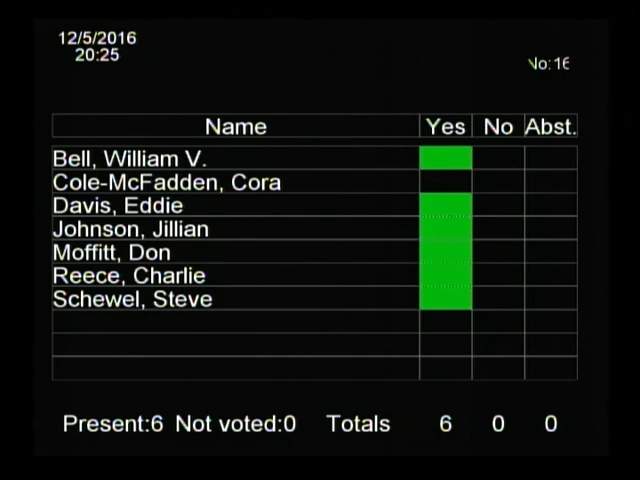 12/5/2016
20:25
No:16
Name Yes No Abst.
Bell, William V.
Cole-McFadden, Cora
Davis, Eddie
Johnson, Jillian
Moffitt, Don
Reece, Charlie
Schewel, Steve
Present:6 Not voted:0 Totals 6 0 0